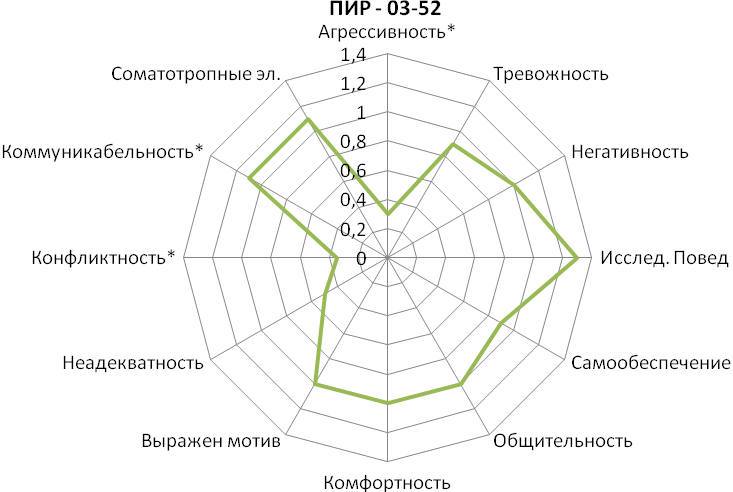 ПИР - 03-52
Агрессивность*
1,4
Соматотропные эл.
Тревожность
1,2
1
Коммуникабельность*
Негативность
0,8
0,6
0,4
0,2
Конфликтность*
0
Исслед. Повед
Неадекватность
Самообеспечение
Выражен мотив
Общительность
Комфортность